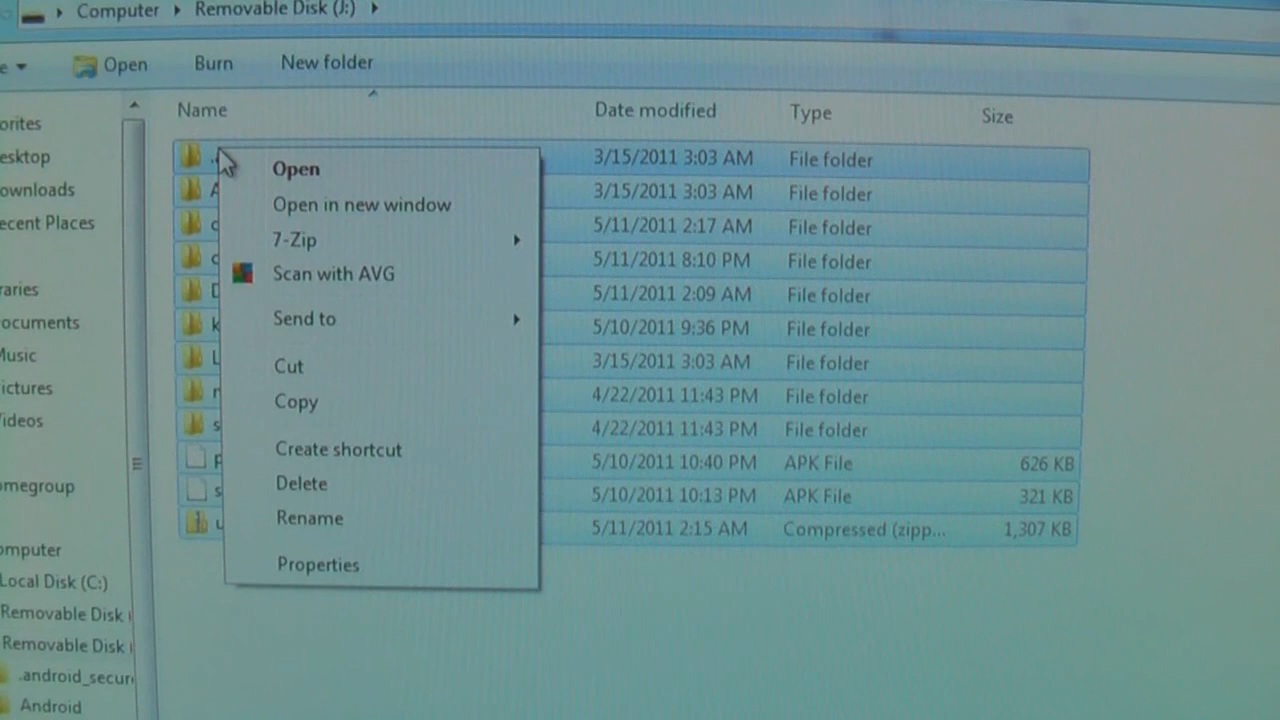 Computer Removable Disk (J:)
e Open Burn New folder
Name Date modified Type Size
3/15/2011 3:03 AM File folder
3/15/2011 3:03 AM File folder
5/11/2011 2:17 AM File folder
5/11/2011 8:10 PM File folder
5/11/2011 2:09 AM File folder
5/10/2011 9:36 PM File folder
3/15/2011 3:03 AM File folder
4/22/2011 11:43 PM File folder
4/22/2011 11:43 PM File folder
5/10/2011 10:40 PM APK File 626 KB
5/10/2011 10:13 PM APK File 321 KB
5/11/2011 2:15 AM Compressed (zipp... 1,307 KB
Open
Open in new window
7-Zip
Scan with AVG
Send to
Cut
Copy
Create shortcut
Delete
Rename
Properties
orites
esktop
ownloads
ecent Places
raries
ocuments
Music
ictures
ideos
omegroup
omputer
Local Disk (C:)
Removable Disk
Removable Disk
.android_secur
Android